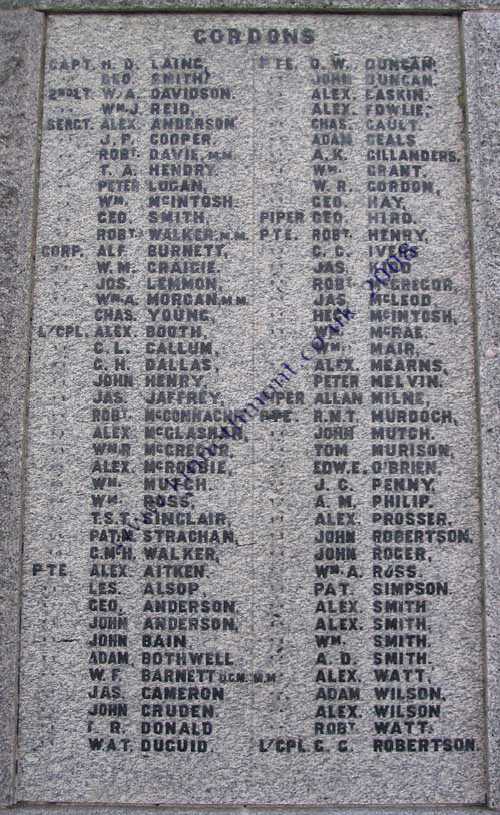 GORDONS
CAPT. H. D. LAING,
" GEO. SMITH,
2ND LT. W. A. DAVIDSON.
" WM. J. REID,
SERGT. ALEX. ANDERSON
" J. P. COOPER,
" ROBT. DAVIE, M.M.
" T. A. HENDRY.
" PETER LOGAN,
" WM. McINTOSH.
" GEO. SMITH,
" ROBT. WALKER, M.M.
CORP. ALF. BURNETT,
" W. M. CRAIGIE.
" JOS. LEMMON,
" WM. A. MORGAN, M.M.
" CHAS. YOUNG,
L/CPL. ALEX. BOOTH,
" C. L. CALLUM,
" G. H. DALLAS,
" JOHN HENRY,
" JAS. JAFFREY,
" ROBT. McCONNACHIE
" ALEX. McGLASHAN
" WM. R. McGREGOR,
" ALEX. McROBBIE,
" WM. MUTCH.
" WM. ROSS,
" T.S.T. SINCLAIR,
" PAT. M. STRACHAN,
" G. McH. WALKER,
PTE. ALEX. AITKEN.
" LES. ALSOP,
" GEO. ANDERSON,
" JOHN ANDERSON,
" JOHN BAIN
" ADAM. BOTHWELL
" W. F. BARNETT D.C.M. M.M
" JAS. CAMERON
" JOHN CRUDEN
" R. DONALD
" W.A.T. DUGUID.
PTE. O. W. DUNCAN.
" JOHN DUNCAN.
" ALEX. EASKIN.
" ALEX. FOWLIE,
" CHAS. GAULT.
" ADAM GEALS
" A. K. GILLANDERS.
" WM. GRANT.
" W. R. GORDON,
" GEO. HAY.
PIPER GEO. HIRD.
PTE. ROBT. HENRY,
" C. C. IVER
" JAS.
" ROBT. McGREGOR,
" JAS. McLEOD,
" HECR. McINTOSH,
" WM. McRAE.
" WM. MAIR,
" ALEX. MEARNS,
" PETER MELVIN.
PIPER ALLAN MILNE,
PTE. R.N.T. MURDOCH,
" JOHN MUTCH.
" TOM MURISON.
" EDW. E. O'BRIEN.
" J. C. PENNY,
" A. M. PHILIP.
" ALEX. PROSSER.
" JOHN ROBERTSON.
" JOHN ROGER,
" WM. A. ROSS.
" PAT. SIMPSON.
" ALEX. SMITH
" ALEX. SMITH.
" WM. SMITH
" A. D. SMITH.
" ALEX. WATT,
" ADAM WILSON,
" ALEX. WILSON
" ROBT. WATT.
L/CPL. G. C. ROBERTSON.
2008